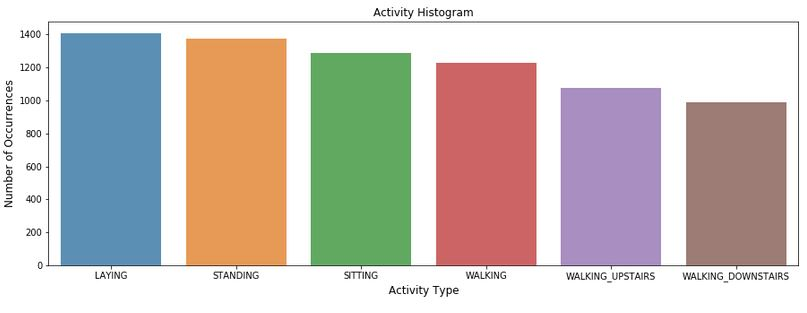 Activity Histogram
Number of Occurrences
1400
1200
1000
800
600
400
200
0
LAYING STANDING SITTING WALKING WALKING_UPSTAIRS WALKING_DOWNSTAIRS
Activity Type